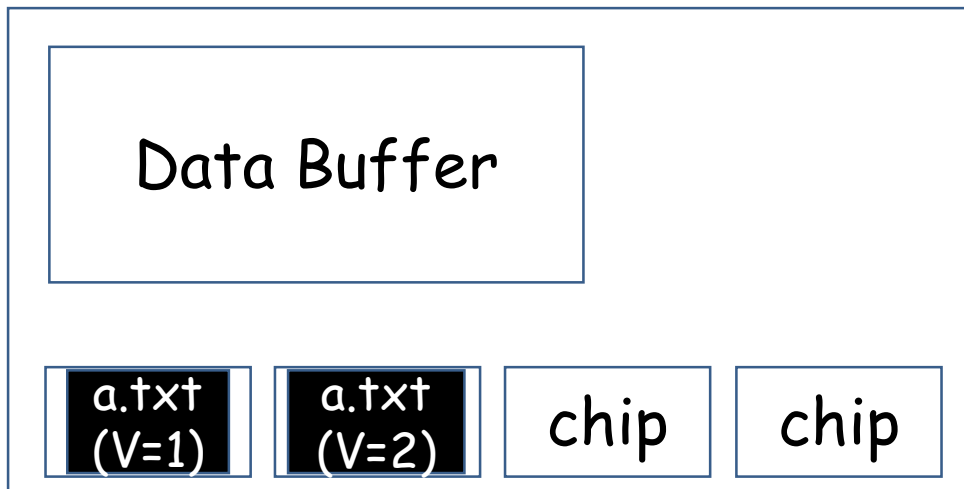 Data Buffer
a.txt
(V=1)
a.txt
(V=2)
chip
chip